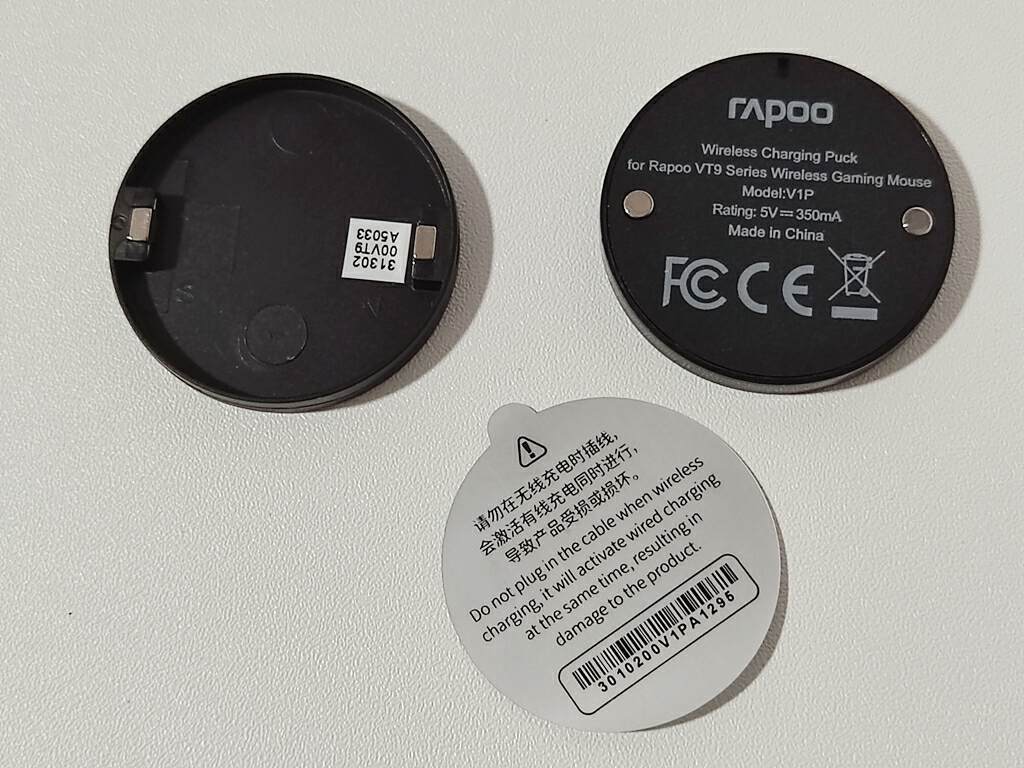 31302
00VT9
A5033
rapoo
Wireless Charging Puck
for Rapoo VT9 Series Wireless Gaming Mouse
Model:V1P
Rating: 5V⎓350mA
Made in China
FC CE
请勿在无线充电时插线,
会激活有线充电同时进行,
导致产品受损或损坏。
Do not plug in the cable when wireless
charging, it will activate wired charging
at the same time, resulting in
damage to the product.
3010200V1PA1296
S
V